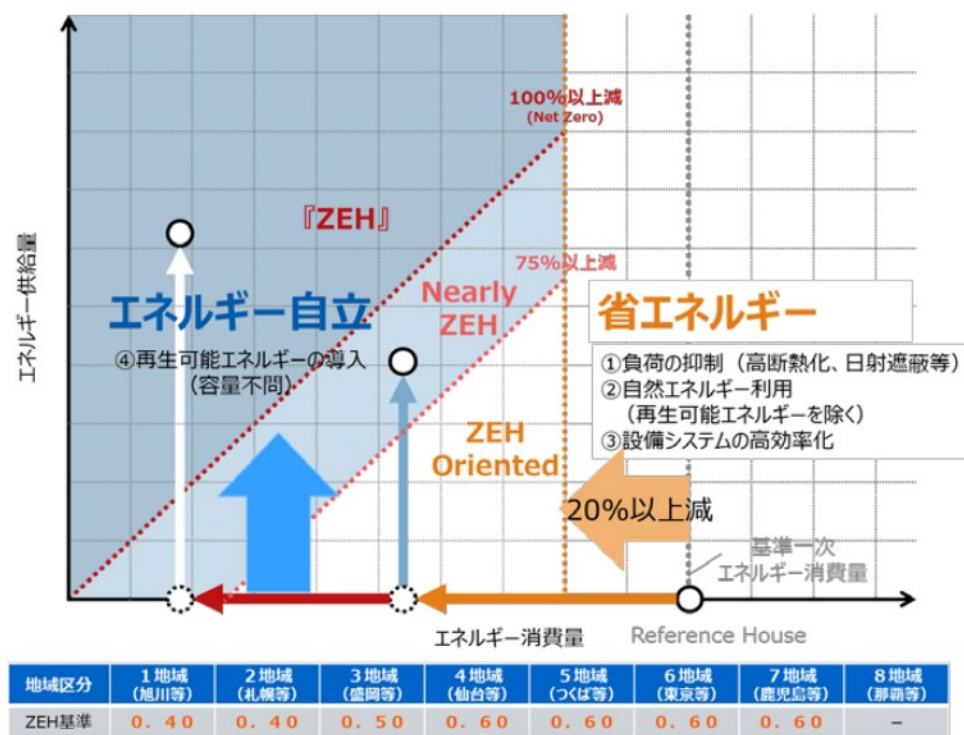 100%以上減
(Net Zero)
『ZEH』
75%以上減
Nearly
ZEH
エネルギー供給量
エネルギー自立
④再生可能エネルギーの導入
(容量不問)
省エネルギー
①負荷の抑制（高断熱化、日射遮蔽等）
②自然エネルギー利用
（再生可能エネルギーを除く）
③設備システムの高効率化
ZEH
Oriented
20%以上減
基準一次
エネルギー消費量
エネルギー消費量
Reference House
地域区分 1地域 2地域 3地域 4地域 5地域 6地域 7地域 8地域
(旭川等) (札幌等) (盛岡等) (仙台等) (つくば等) (東京等) (鹿児島等) (那覇等)
ZEH基準 0.40 0.40 0.50 0.60 0.60 0.60 0.60 －